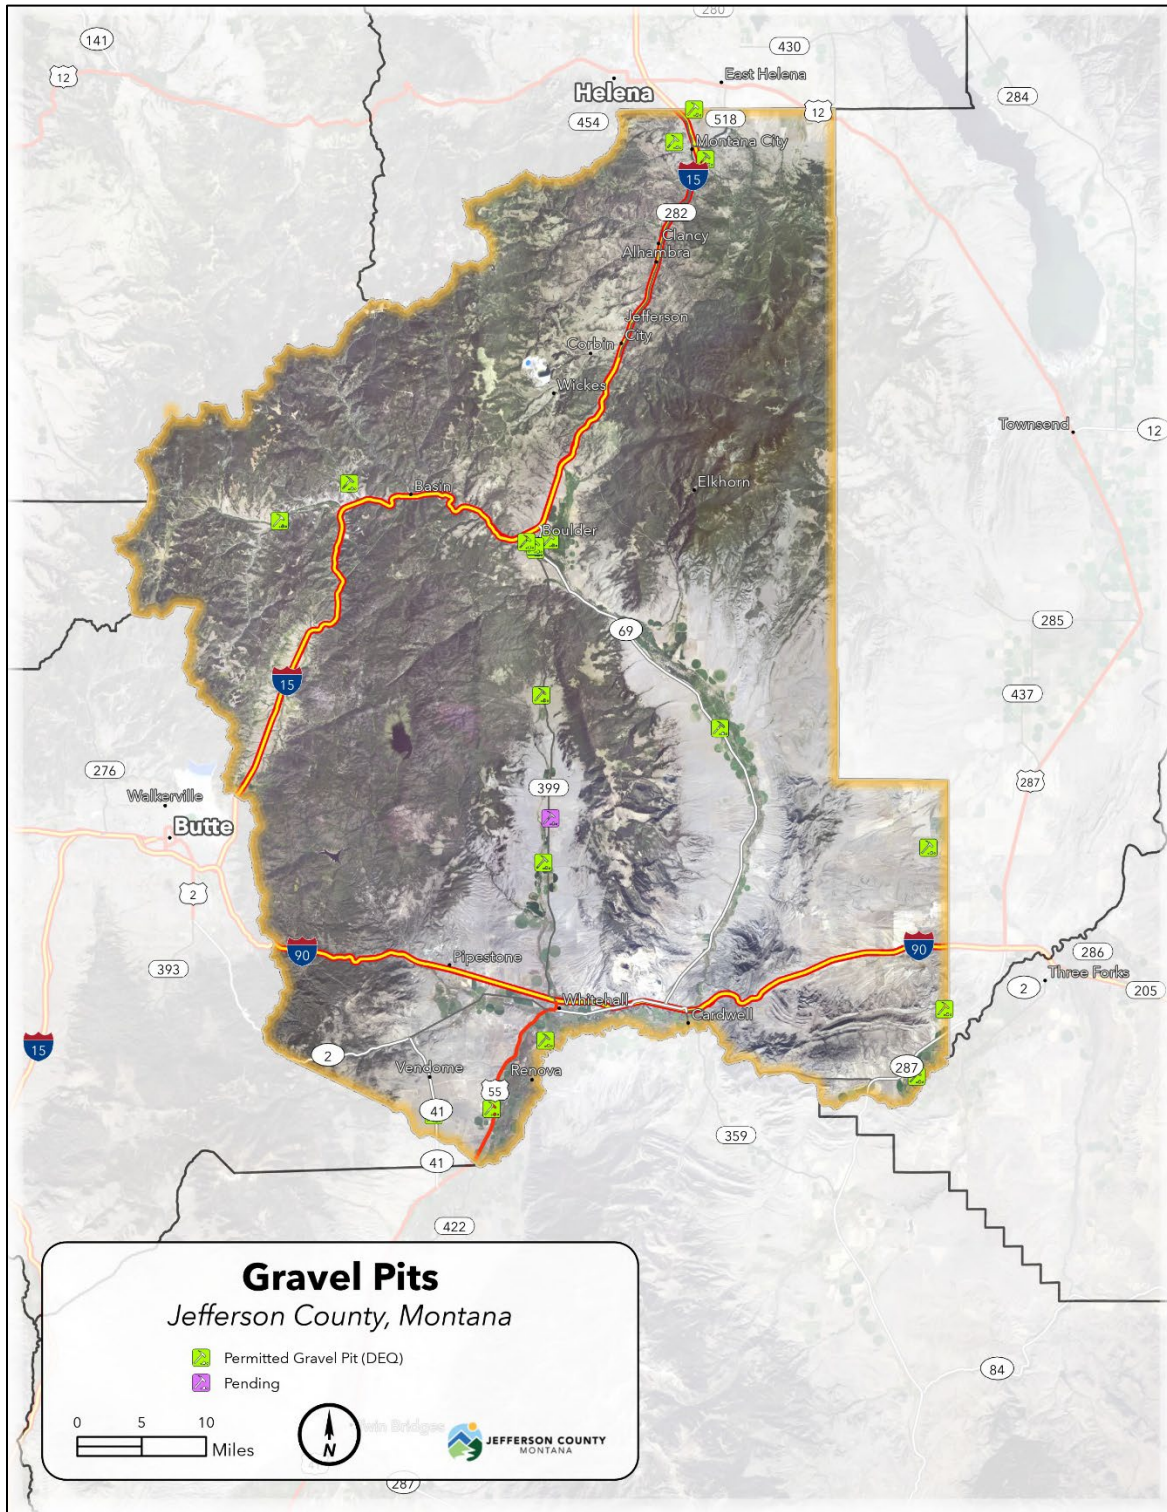 280
141
430
12
East Helena
Helena
284
454
518
12
Montana City
15
282
Clancy
Alhambra
Jefferson
City
Corbin
Wickes
Townsend
12
Basin
Elkhorn
Boulder
69
285
15
437
276
399
287
Walkerville
Butte
2
90
90
286
393
Pipestone
Three Forks
2
205
Whitehall
Cardwell
15
2
287
Vendome
Renova
55
41
359
41
422
Gravel Pits
Jefferson County, Montana
Permitted Gravel Pit (DEQ)
Pending
84
0 5 10
Miles
N
Twin Bridges
JEFFERSON COUNTY
MONTANA
287